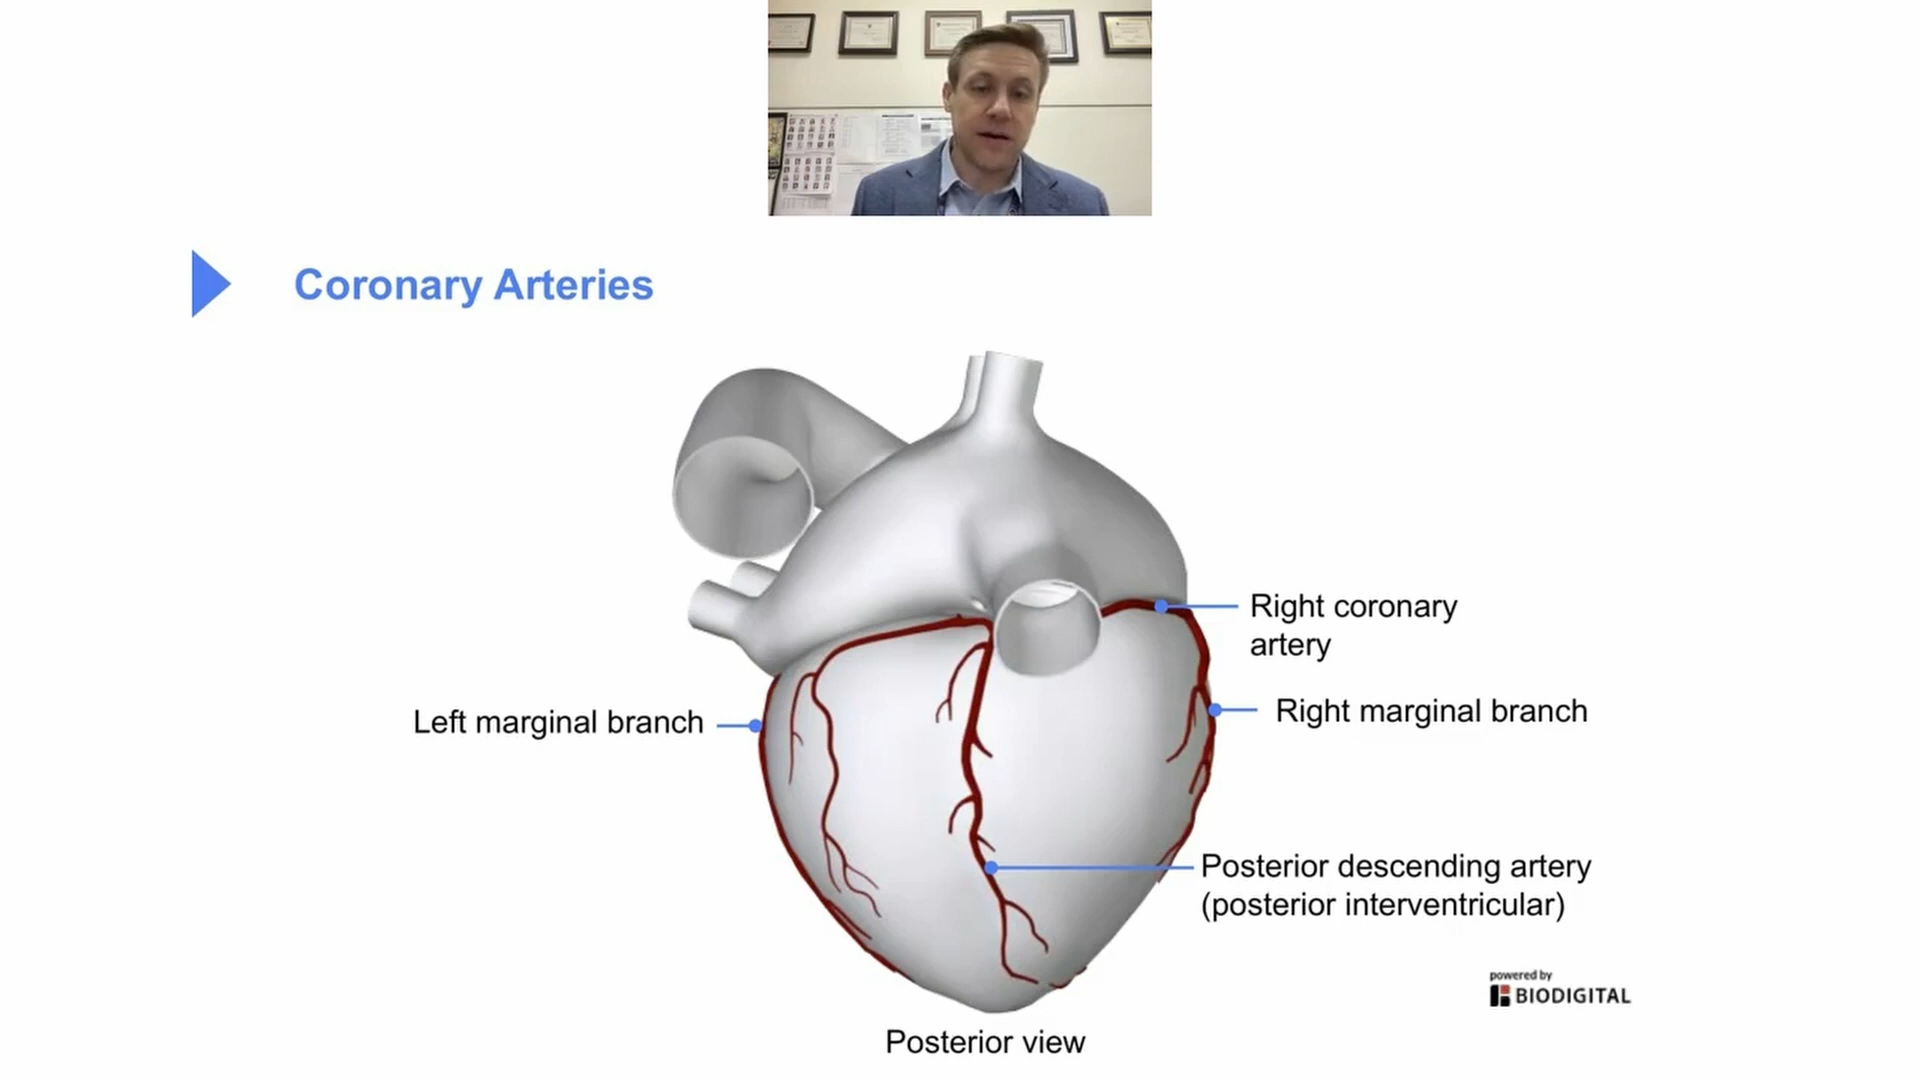 Coronary Arteries
Right coronary
artery
Left marginal branch
Right marginal branch
Posterior descending artery
(posterior interventricular)
powered by
BIODIGITAL
Posterior view